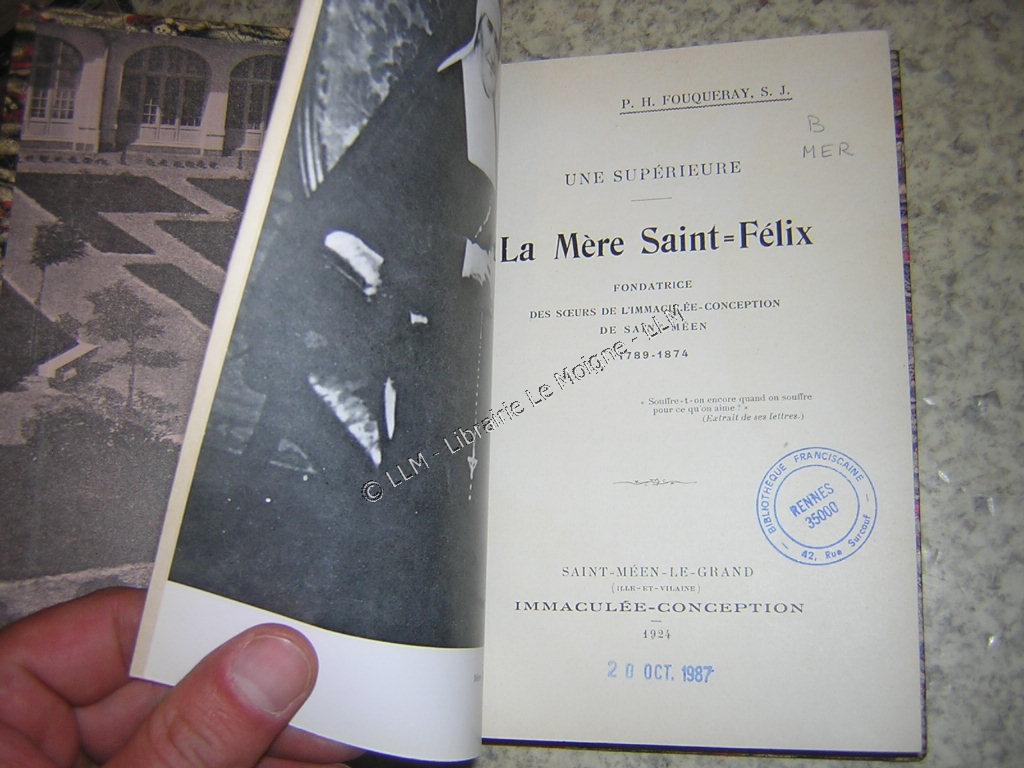 P. H. FOUQUERAY, S. J.
B
MER
UNE SUPÉRIEURE
La Mère Saint=Félix
FONDATRICE
DES SŒURS DE L'IMMACULÉE-CONCEPTION
DE SAINT-MÉEN
1789-1874
« Souffre-t-on encore quand on souffre
pour ce qu'on aime ? »
(Extrait de ses lettres.)
© LLM - Librairie Le Moigne - LLM
BIBLIOTHEQUE FRANCISCAINE
RENNES
35000
— 42, Rue Surcouf —
SAINT-MÉEN-LE-GRAND
(ILLE-ET-VILAINE)
IMMACULÉE-CONCEPTION
1924
20 OCT. 1987